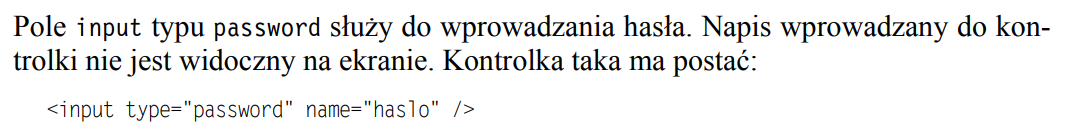 Pole input typu password służy do wprowadzania hasła. Napis wprowadzany do kon-
trolki nie jest widoczny na ekranie. Kontrolka taka ma postać:
<input type="password" name="haslo" />